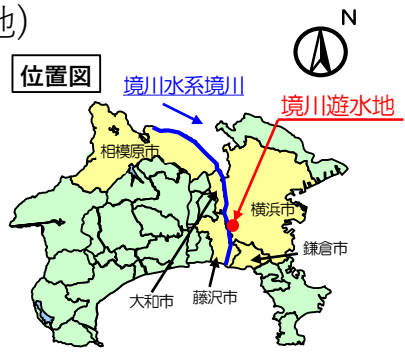 地)
N
位置図
境川水系境川
境川遊水地
相模原市
横浜市
鎌倉市
大和市
藤沢市